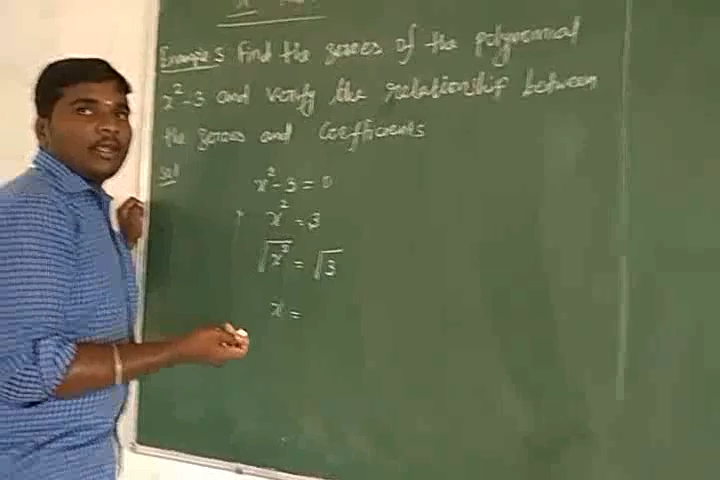 Example 5 Find the zeroes of the polynomial
x²-3 and verify the relationship between
the zeroes and coefficients
Sol
x²-3=0
x²=3
√x²=√3
x=